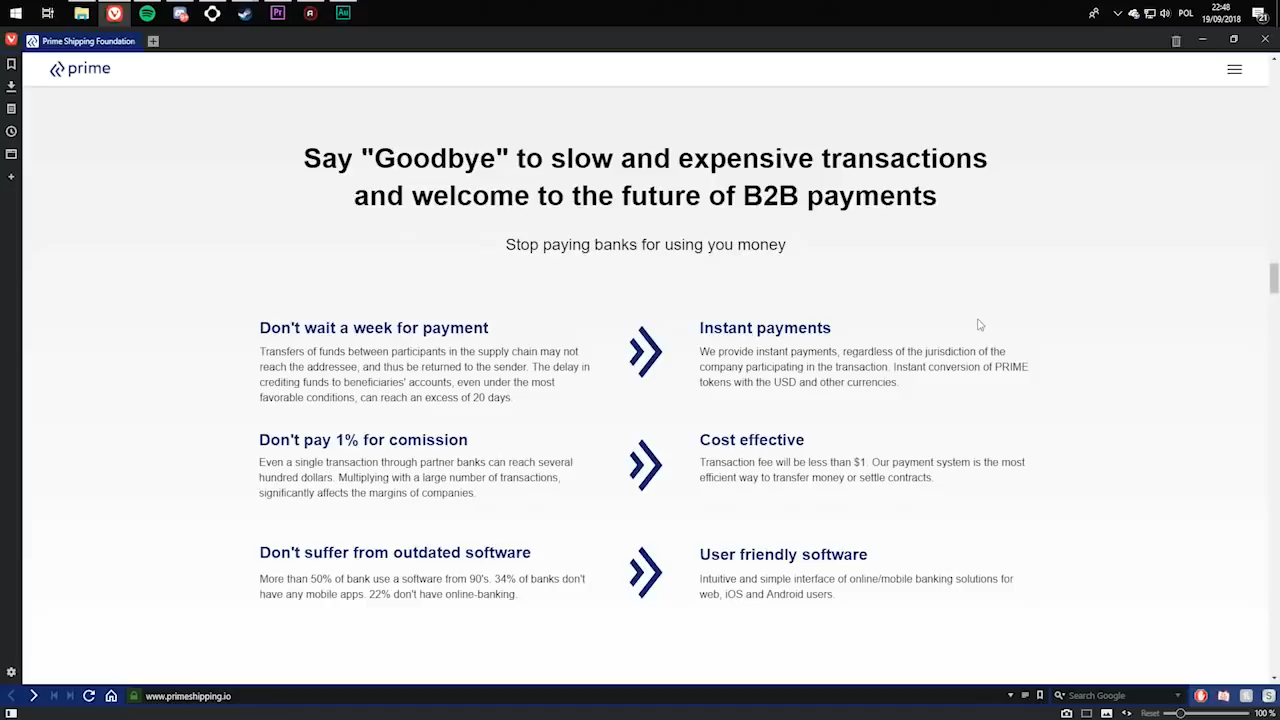 Pr
Au
POL
22:48
19/09/2018
21
Prime Shipping Foundation
prime
Say "Goodbye" to slow and expensive transactions
and welcome to the future of B2B payments
Stop paying banks for using you money
Don't wait a week for payment
Transfers of funds between participants in the supply chain may not
reach the addressee, and thus be returned to the sender. The delay in
crediting funds to beneficiaries' accounts, even under the most
favorable conditions, can reach an excess of 20 days.
Instant payments
We provide instant payments, regardless of the jurisdiction of the
company participating in the transaction. Instant conversion of PRIME
tokens with the USD and other currencies.
Don't pay 1% for comission
Even a single transaction through partner banks can reach several
hundred dollars. Multiplying with a large number of transactions,
significantly affects the margins of companies.
Cost effective
Transaction fee will be less than $1. Our payment system is the most
efficient way to transfer money or settle contracts.
Don't suffer from outdated software
More than 50% of bank use a software from 90's. 34% of banks don't
have any mobile apps. 22% don't have online-banking.
User friendly software
Intuitive and simple interface of online/mobile banking solutions for
web, iOS and Android users.
www.primeshipping.io
Search Google
Reset
100 %